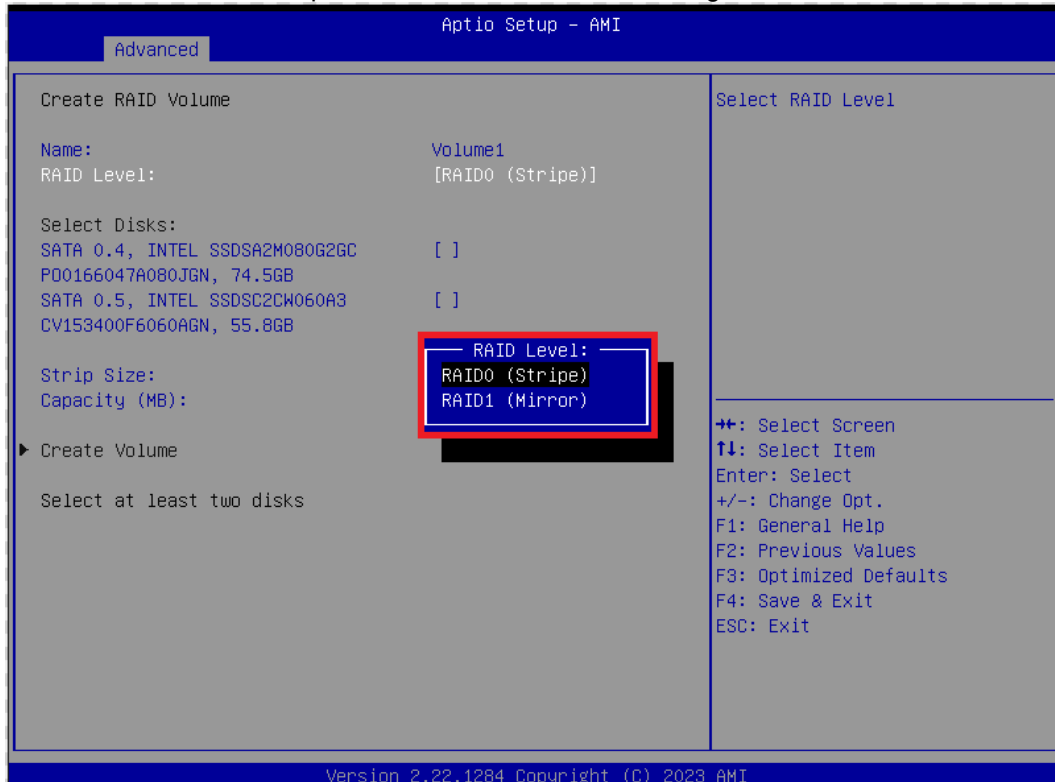 Aptio Setup - AMI
Advanced
Create RAID Volume
Select RAID Level
Name: Volume1
RAID Level: [RAID0 (Stripe)]
Select Disks:
SATA 0.4, INTEL SSDSA2M080G2GC [ ]
PO0166047A080JGN, 74.5GB
SATA 0.5, INTEL SSDSC2CW060A3 [ ]
CV153400F6060AGN, 55.8GB
RAID Level:
Strip Size: RAID0 (Stripe)
Capacity (MB): RAID1 (Mirror)
Create Volume
Select at least two disks
→←: Select Screen
↑↓: Select Item
Enter: Select
+/-: Change Opt.
F1: General Help
F2: Previous Values
F3: Optimized Defaults
F4: Save & Exit
ESC: Exit
Version 2.22.1284 Copyright (C) 2023 AMI